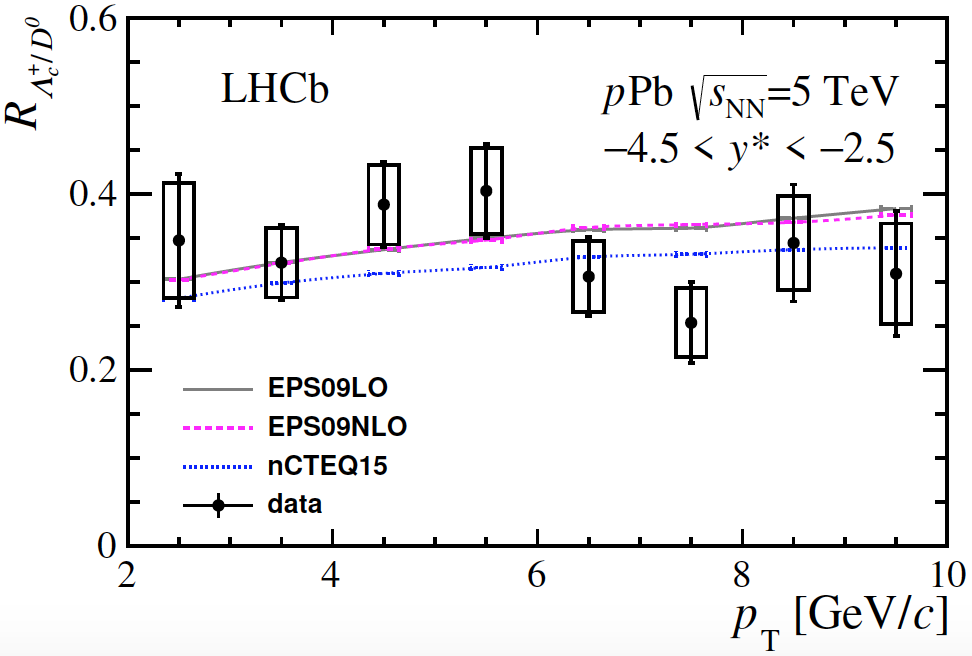 R Λc+/D0
0.6
0.4
0.2
0
LHCb
pPb √sNN=5 TeV
−4.5 < y* < −2.5
EPS09LO
EPS09NLO
nCTEQ15
data
2 4 6 8 10
pT [GeV/c]